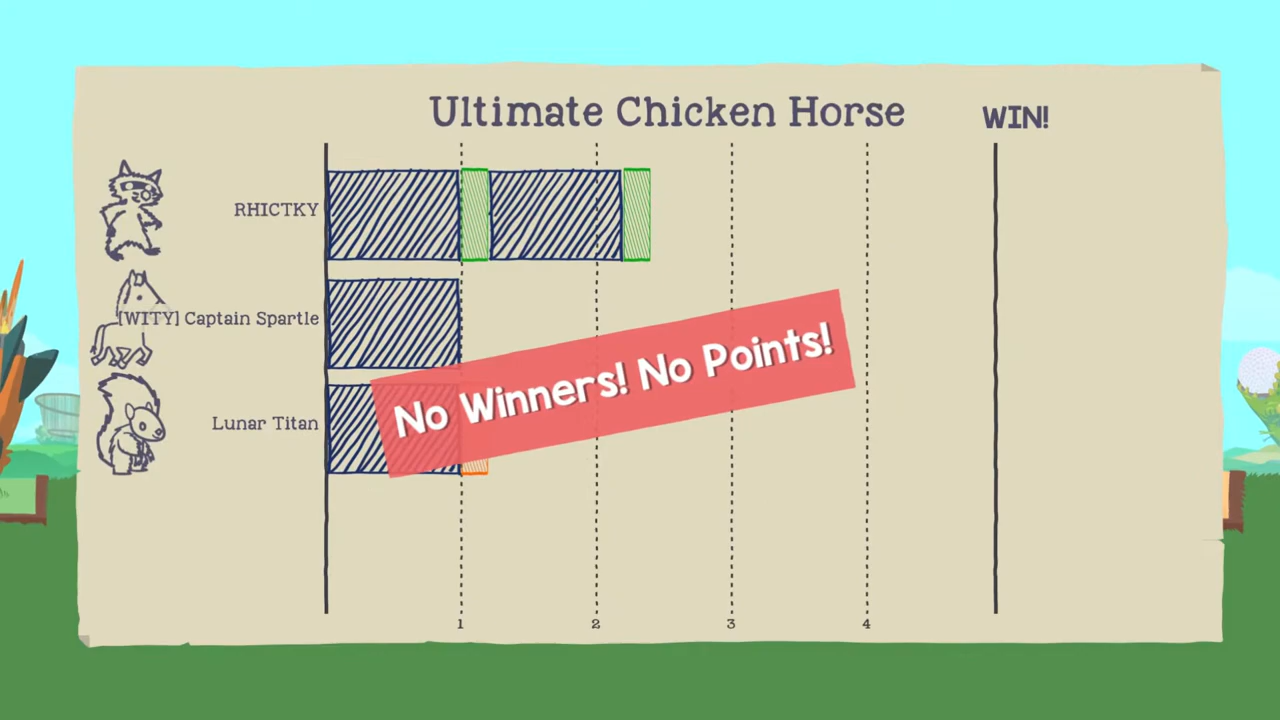 Ultimate Chicken Horse
WIN!
RHICTKY
[WITY] Captain Spartle
Lunar Titan
No Winners! No Points!
1 2 3 4